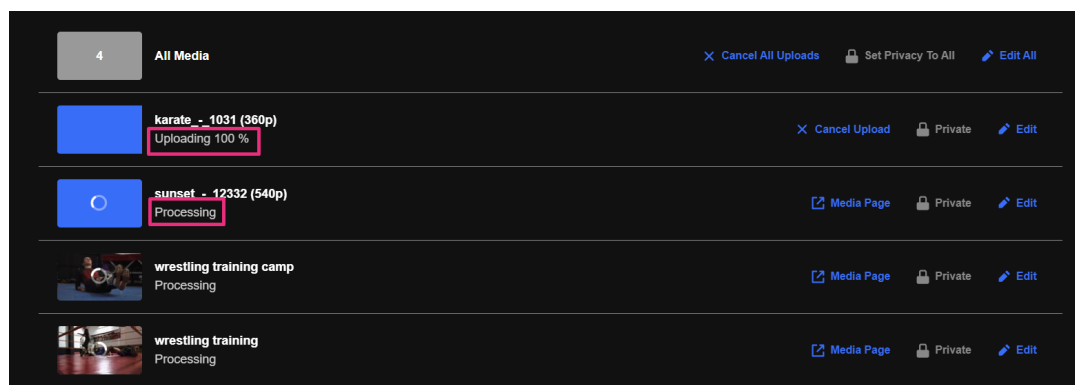 4 All Media Cancel All Uploads Set Privacy To All Edit All
karate_-_1031 (360p)
Uploading 100 % Cancel Upload Private Edit
sunset_-_12332 (540p)
Processing Media Page Private Edit
wrestling training camp
Processing Media Page Private Edit
wrestling training
Processing Media Page Private Edit